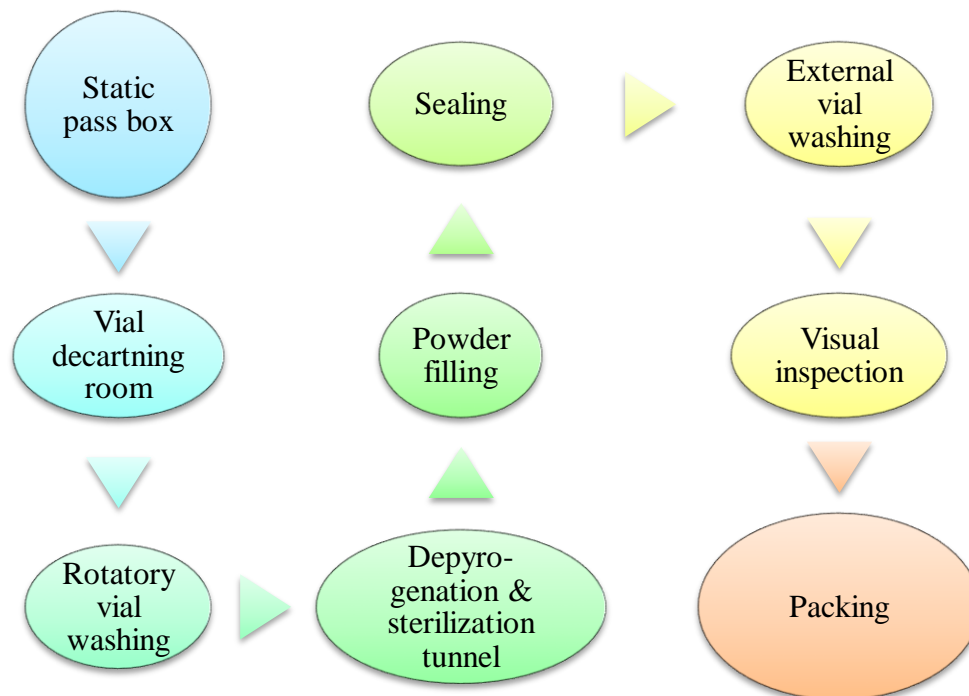 Static
pass box
Vial
decartning
room
Rotatory
vial
washing
Depyro-
genation &
sterilization
tunnel
Powder
filling
Sealing
External
vial
washing
Visual
inspection
Packing